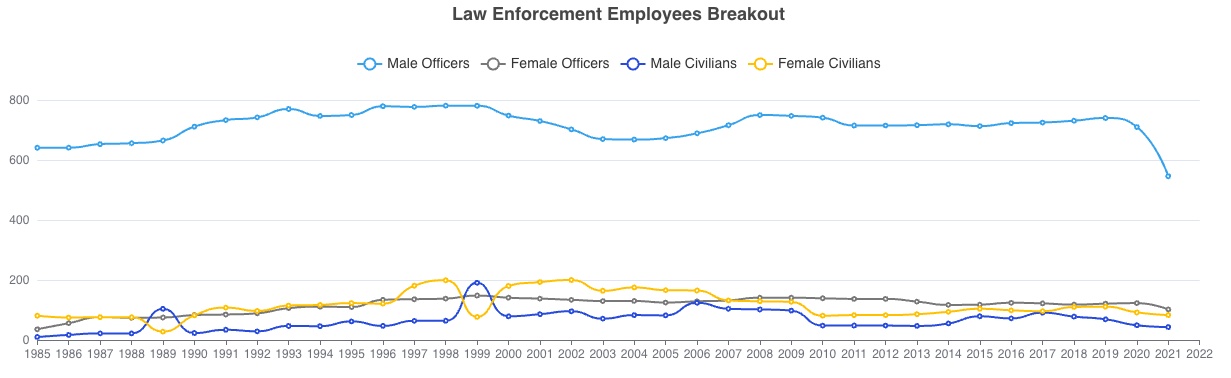 Law Enforcement Employees Breakout
Male Officers Female Officers Male Civilians Female Civilians
800
600
400
200
0
1985 1986 1987 1988 1989 1990 1991 1992 1993 1994 1995 1996 1997 1998 1999 2000 2001 2002 2003 2004 2005 2006 2007 2008 2009 2010 2011 2012 2013 2014 2015 2016 2017 2018 2019 2020 2021 2022